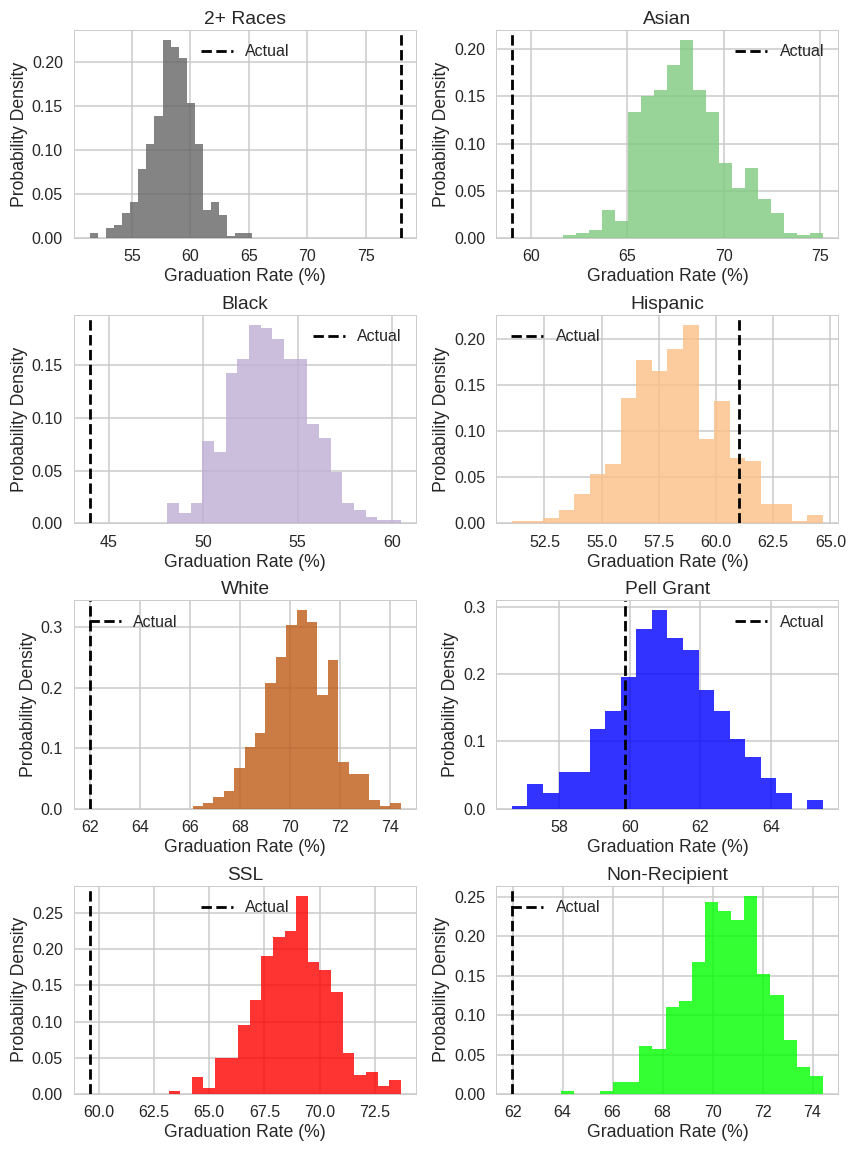 2+ Races
Probability Density
0.20
0.15
0.10
0.05
0.00
Actual
55 60 65 70 75
Graduation Rate (%)
Asian
Probability Density
0.20
0.15
0.10
0.05
0.00
Actual
60 65 70 75
Graduation Rate (%)
Black
Probability Density
0.15
0.10
0.05
0.00
Actual
45 50 55 60
Graduation Rate (%)
Hispanic
Probability Density
0.20
0.15
0.10
0.05
0.00
Actual
52.5 55.0 57.5 60.0 62.5 65.0
Graduation Rate (%)
White
Probability Density
0.3
0.2
0.1
0.0
Actual
62 64 66 68 70 72 74
Graduation Rate (%)
Pell Grant
Probability Density
0.3
0.2
0.1
0.0
Actual
58 60 62 64
Graduation Rate (%)
SSL
Probability Density
0.25
0.20
0.15
0.10
0.05
0.00
Actual
60.0 62.5 65.0 67.5 70.0 72.5
Graduation Rate (%)
Non-Recipient
Probability Density
0.25
0.20
0.15
0.10
0.05
0.00
Actual
62 64 66 68 70 72 74
Graduation Rate (%)